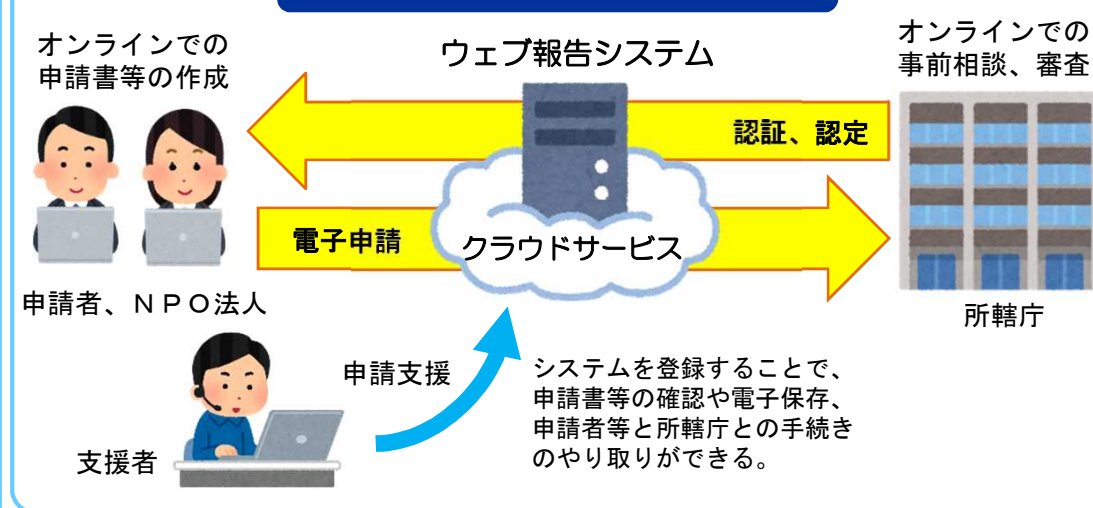 オンラインでの
申請書等の作成
ウェブ報告システム
オンラインでの
事前相談、審査
認証、認定
電子申請
クラウドサービス
申請者、ＮＰＯ法人
所轄庁
申請支援
支援者
システムを登録することで、
申請書等の確認や電子保存、
申請者等と所轄庁との手続き
のやり取りができる。